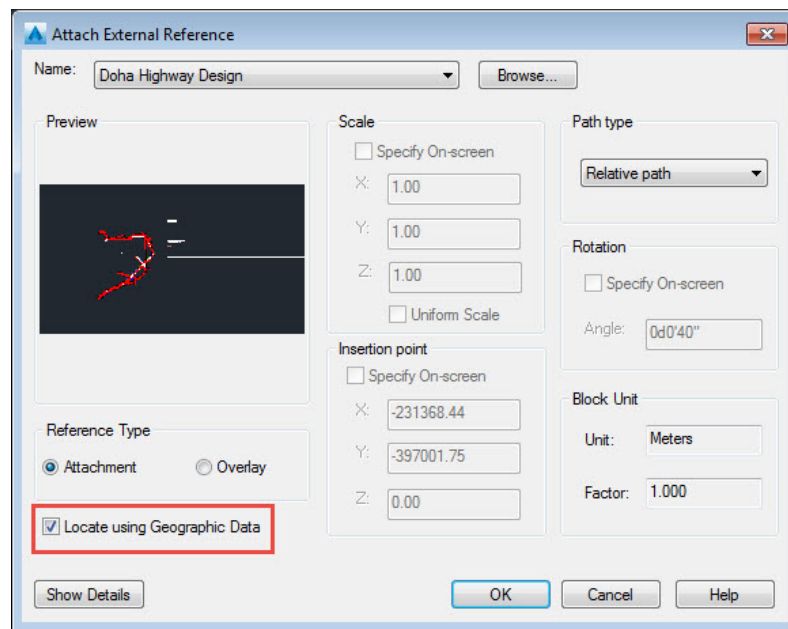 Attach External Reference
Name:
Doha Highway Design
Browse...
Preview
Reference Type
Attachment
Overlay
Locate using Geographic Data
Scale
Specify On-screen
X:
1.00
Y:
1.00
Z:
1.00
Uniform Scale
Insertion point
Specify On-screen
X:
-231368.44
Y:
-397001.75
Z:
0.00
Path type
Relative path
Rotation
Specify On-screen
Angle:
0d0'40"
Block Unit
Unit:
Meters
Factor:
1.000
Show Details
OK
Cancel
Help